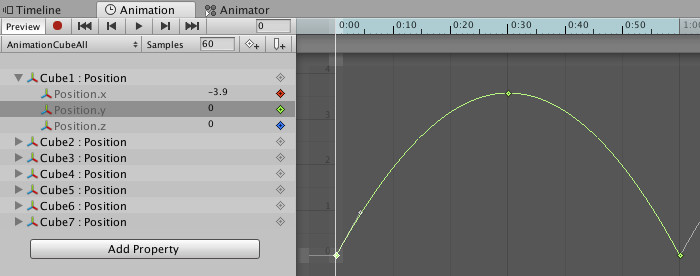 Timeline Animation Animator
Preview 0 0:00 0:10 0:20 0:30 0:40 0:50 1:00
AnimationCubeAll Samples 60
Cube1 : Position
Position.x -3.9
Position.y 0
Position.z 0
Cube2 : Position
Cube3 : Position
Cube4 : Position
Cube5 : Position
Cube6 : Position
Cube7 : Position
Add Property
4
3
2
1